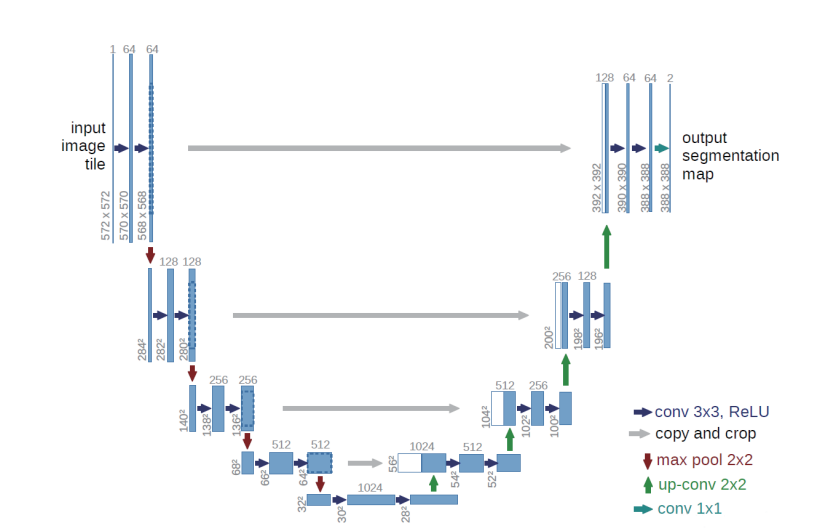 1 64 64
input
image
tile
572 x 572
570 x 570
568 x 568
128 64 64 2
output
segmentation
map
392 x 392
390 x 390
388 x 388
388 x 388
128 128
284²
282²
280²
256 128
200²
198²
196²
256 256
140²
138²
136²
512 256
104²
102²
100²
512 512
68²
66²
64²
1024 512
56²
54²
52²
1024
32²
30²
28²
conv 3x3, ReLU
copy and crop
max pool 2x2
up-conv 2x2
conv 1x1